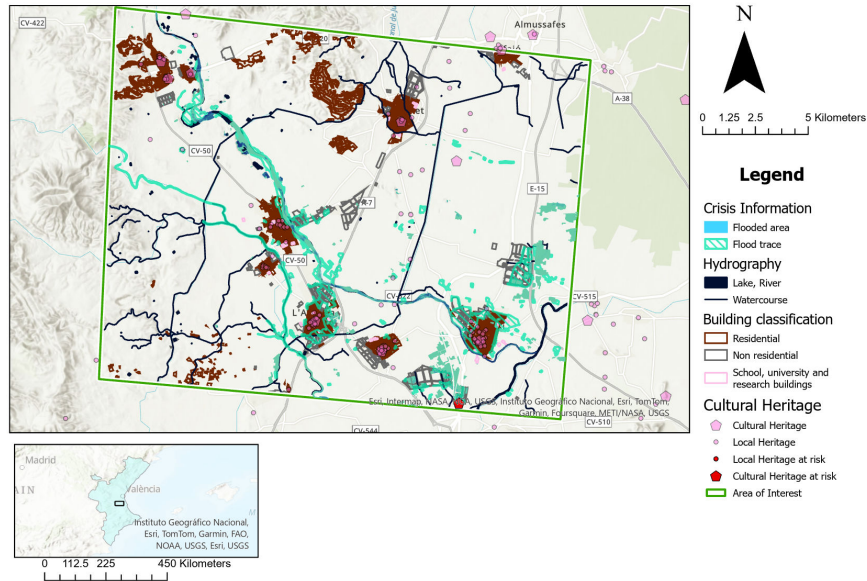 CV-422
Almussafes
N
A-38
0 1.25 2.5 5 Kilometers
CV-50
A-7
E-15
CV-50
CV-515
L'A
CV-544
CV-510
Esri, Intermap, NASA, NGA, USGS, Instituto Geográfico Nacional, Esri, TomTom,
Garmin, Foursquare, METI/NASA, USGS
Legend
Crisis Information
Flooded area
Flood trace
Hydrography
Lake, River
Watercourse
Building classification
Residential
Non residential
School, university and
research buildings
Cultural Heritage
Cultural Heritage
Local Heritage
Local Heritage at risk
Cultural Heritage at risk
Area of Interest
Madrid
València
AIN
M
Instituto Geográfico Nacional,
Esri, TomTom, Garmin, FAO,
NOAA, USGS, Esri, USGS
0 112.5 225 450 Kilometers